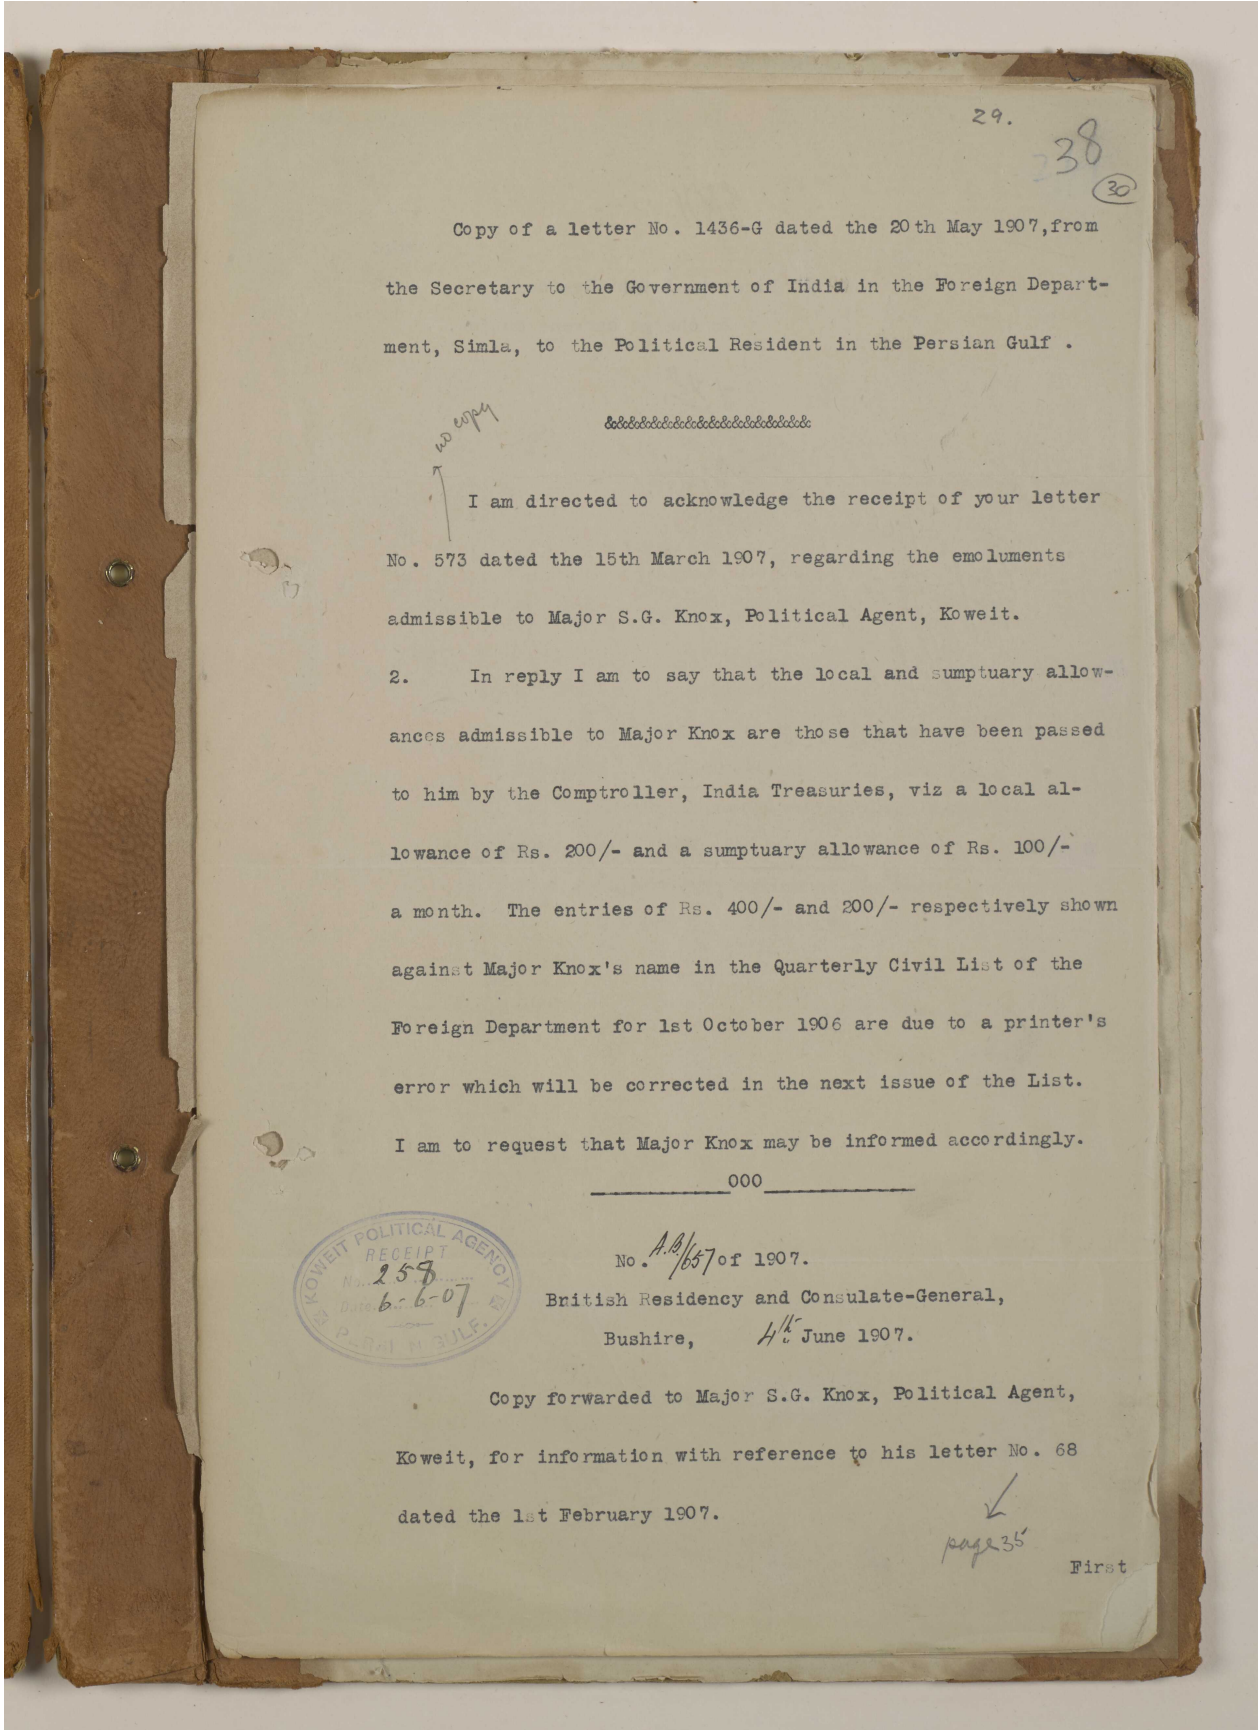 29.
38
30
Copy of a letter No. 1436-G dated the 20th May 1907,from
the Secretary to the Government of India in the Foreign Depart-
ment, Simla, to the Political Resident in the Persian Gulf .
no copy
&&&&&&&&&&&&&&&&&&
I am directed to acknowledge the receipt of your letter
No. 573 dated the 15th March 1907, regarding the emoluments
admissible to Major S.G. Knox, Political Agent, Koweit.
2. In reply I am to say that the local and sumptuary allow-
ances admissible to Major Knox are those that have been passed
to him by the Comptroller, India Treasuries, viz a local al-
lowance of Rs. 200/- and a sumptuary allowance of Rs. 100/-
a month. The entries of Rs. 400/- and 200/- respectively shown
against Major Knox's name in the Quarterly Civil List of the
Foreign Department for 1st October 1906 are due to a printer's
error which will be corrected in the next issue of the List.
I am to request that Major Knox may be informed accordingly.
000
KOWEIT POLITICAL AGENCY
RECEIPT
No. 258
Date 6-6-07
GULF.
No. A.B/657 of 1907.
British Residency and Consulate-General,
Bushire, 4th June 1907.
Copy forwarded to Major S.G. Knox, Political Agent,
Koweit, for information with reference to his letter No. 68
dated the 1st February 1907.
page 35
First